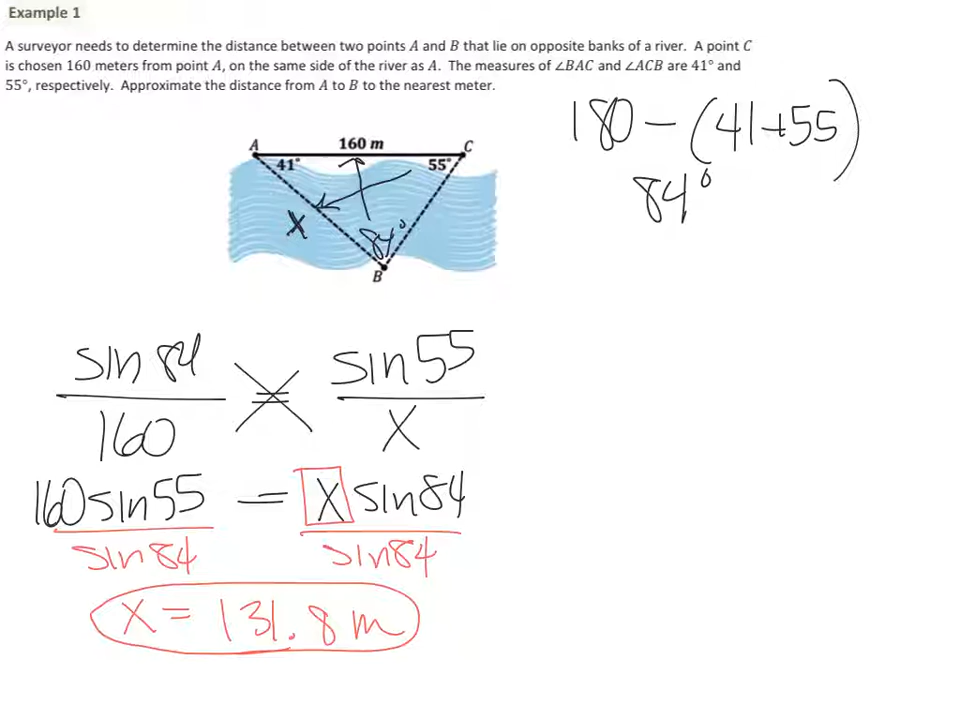 Example 1
A surveyor needs to determine the distance between two points A and B that lie on opposite banks of a river. A point C
is chosen 160 meters from point A, on the same side of the river as A. The measures of ∠BAC and ∠ACB are 41° and
55°, respectively. Approximate the distance from A to B to the nearest meter.
180 - (41+55)
84°
A 160 m C
41° 55°
X 84°
B
sin 84 = sin 55
160 X
160 sin 55 = X sin 84
sin 84 sin 84
X = 131.8 m